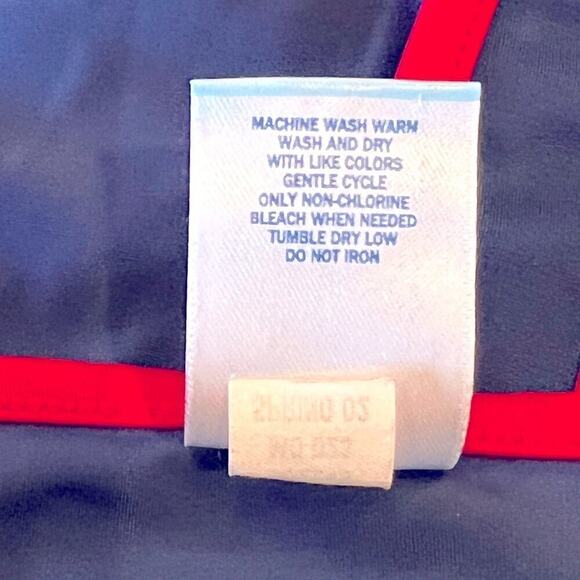 MACHINE WASH WARM
WASH AND DRY
WITH LIKE COLORS
GENTLE CYCLE
ONLY NON-CHLORINE
BLEACH WHEN NEEDED
TUMBLE DRY LOW
DO NOT IRON